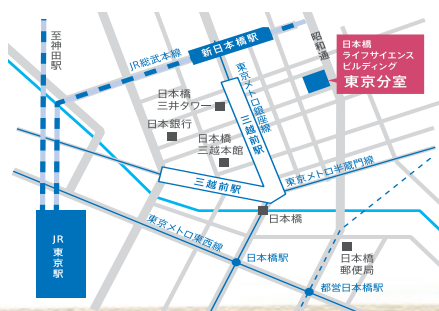 至神田駅
JR総武本線
新日本橋駅
昭和通
日本橋
ライフサイエンス
ビルディング
東京分室
東京メトロ銀座線
三越前駅
日本橋
三井タワー
日本銀行
日本橋
三越本館
三越前駅
東京メトロ半蔵門線
日本橋
東京メトロ東西線
JR東京駅
日本橋駅
日本橋
郵便局
都営日本橋駅